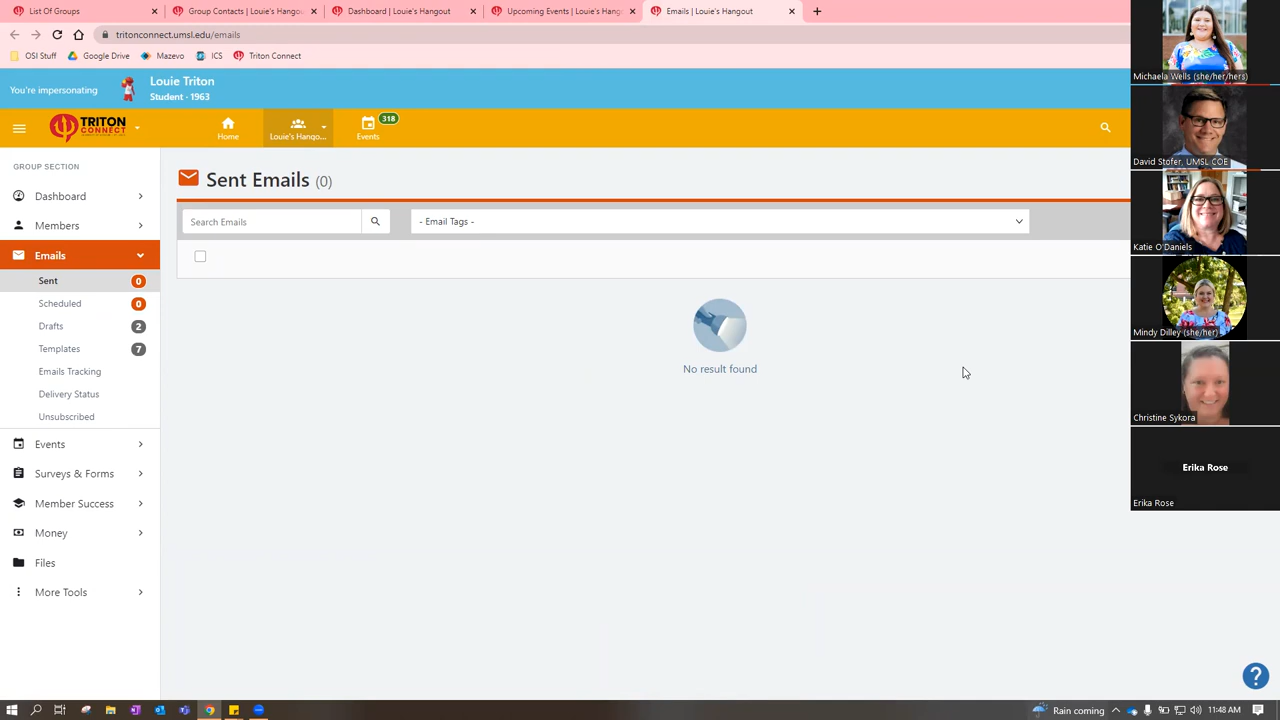 List Of Groups
Group Contacts | Louie's Hangou
Dashboard | Louie's Hangout
Upcoming Events | Louie's Hang
Emails | Louie's Hangout
tritonconnect.umsl.edu/emails
OSI Stuff
Google Drive
Mazevo
ICS
Triton Connect
You're impersonating
Louie Triton
Student - 1963
TRITON
CONNECT
Home
Louie's Hango...
Events
318
GROUP SECTION
Dashboard
Members
Emails
Sent 0
Scheduled 0
Drafts 2
Templates 7
Emails Tracking
Delivery Status
Unsubscribed
Events
Surveys & Forms
Member Success
Money
Files
More Tools
Sent Emails (0)
Search Emails
- Email Tags -
No result found
Michaela Wells (she/her/hers)
David Stofer, UMSL COE
Katie O'Daniels
Mindy Dilley (she/her)
Christine Sykora
Erika Rose
Erika Rose
?
Rain coming
11:48 AM